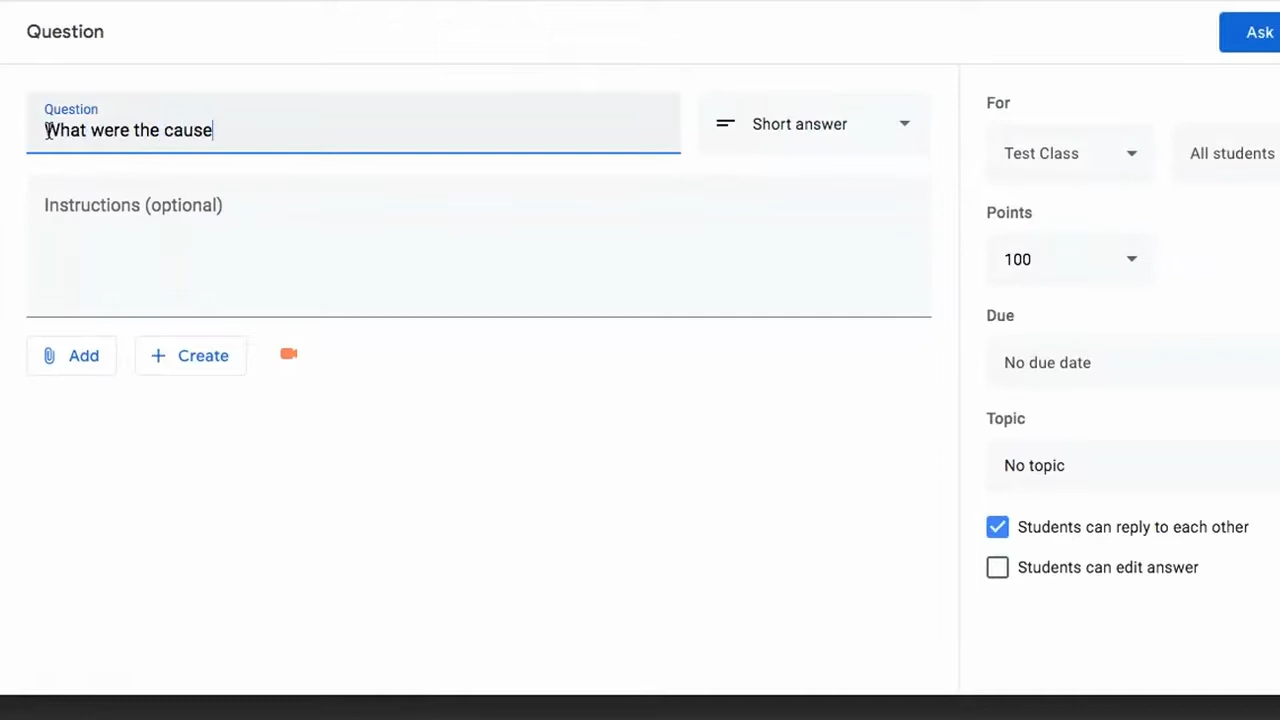 Question
Ask
Question
What were the cause
Short answer
Instructions (optional)
Add
Create
For
Test Class
All students
Points
100
Due
No due date
Topic
No topic
Students can reply to each other
Students can edit answer